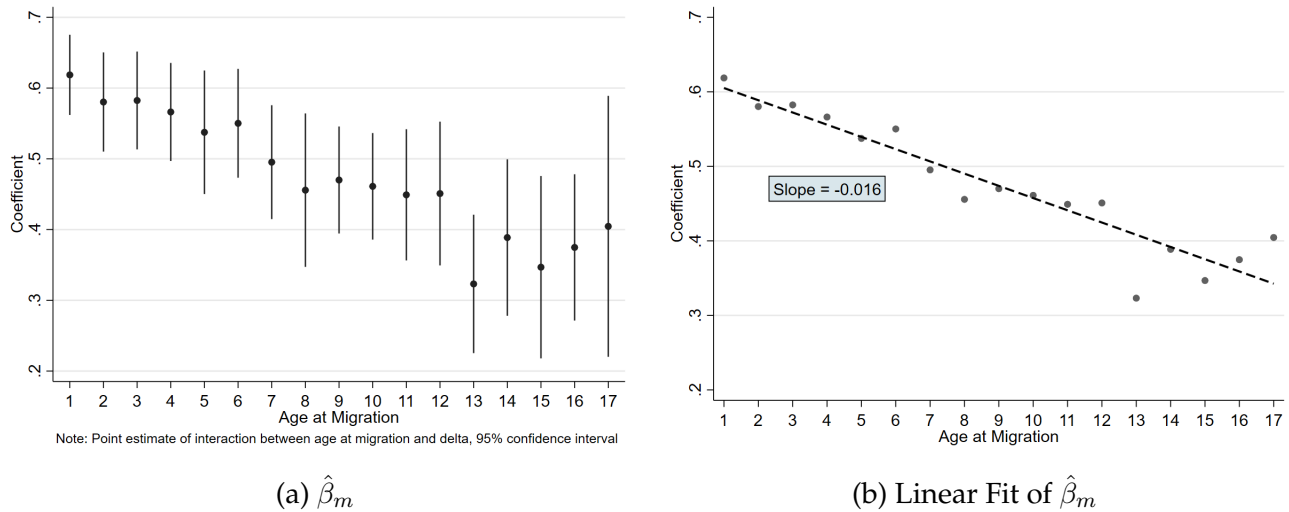 .7
.6
.5
.4
.3
.2
Coefficient
1 2 3 4 5 6 7 8 9 10 11 12 13 14 15 16 17
Age at Migration
Note: Point estimate of interaction between age at migration and delta, 95% confidence interval
(a) β̂ₘ
.7
.6
.5
.4
.3
.2
Coefficient
Slope = -0.016
1 2 3 4 5 6 7 8 9 10 11 12 13 14 15 16 17
Age at Migration
(b) Linear Fit of β̂ₘ